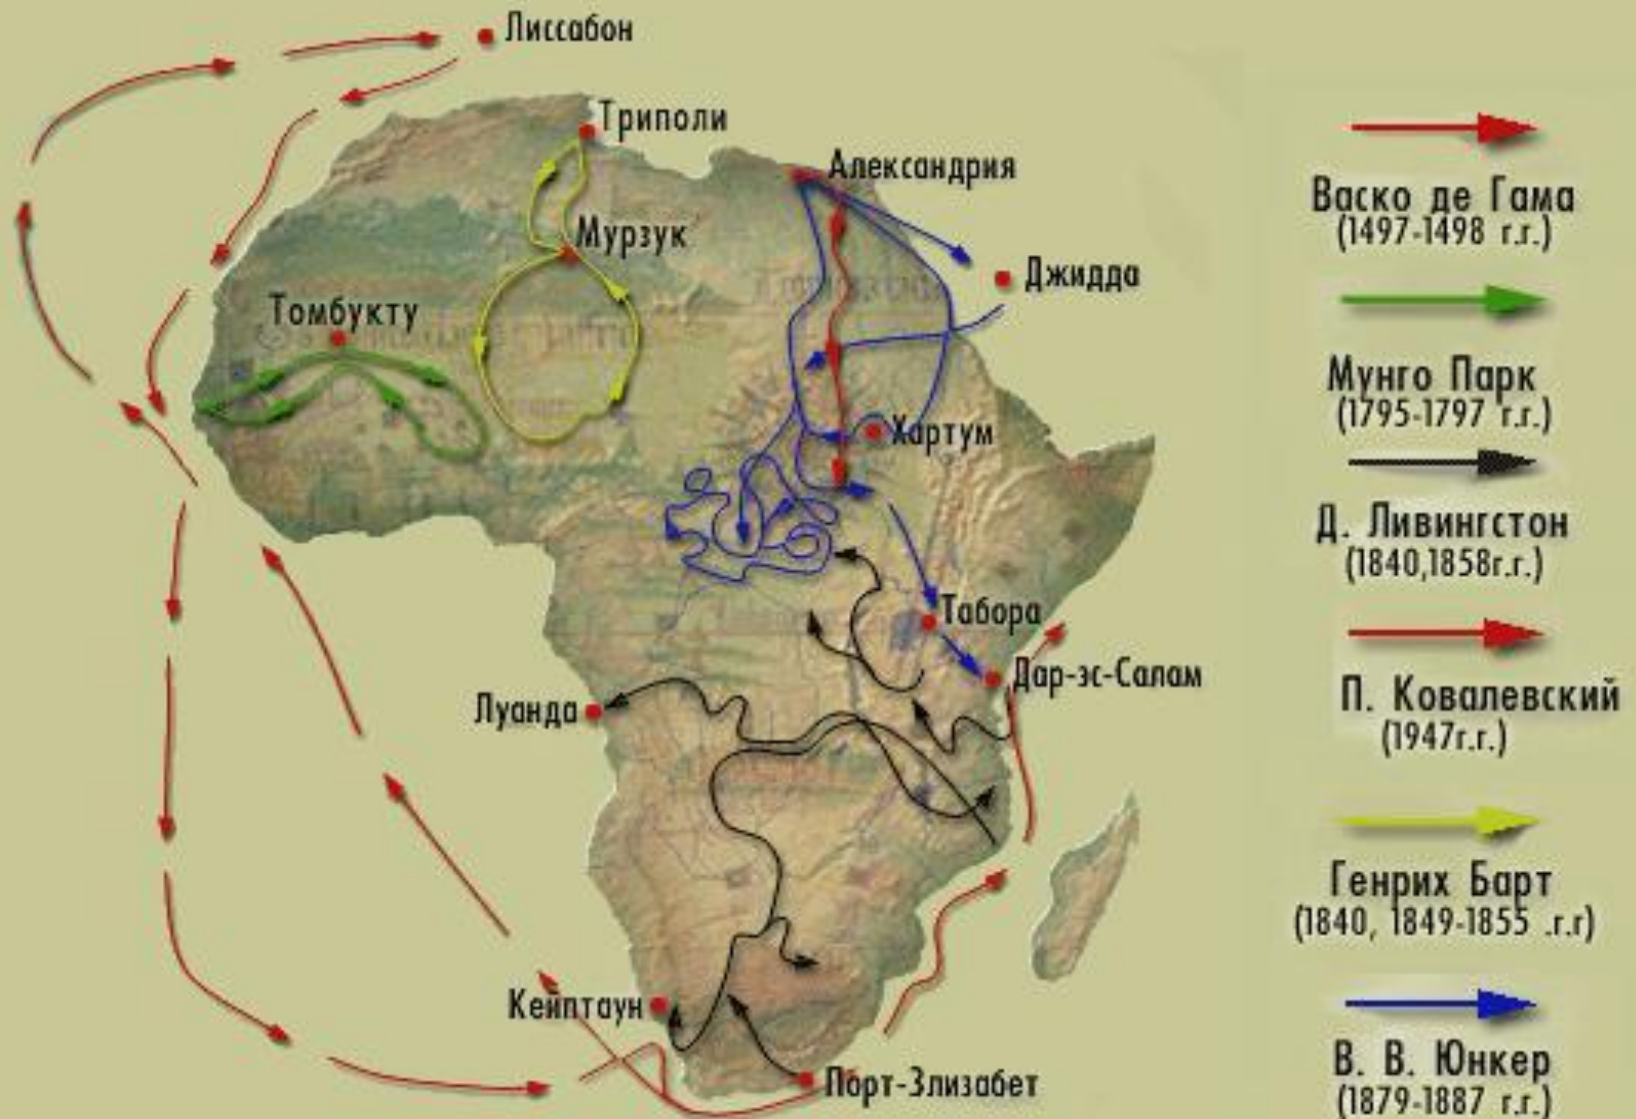 Лиссабон
Триполи
Александрия
Мурзук
Джидда
Томбукту
Хартум
Табора
Дар-эс-Салам
Луанда
Кейптаун
Порт-Злизабет
Васко де Гама
(1497-1498 г.г.)
Мунго Парк
(1795-1797 г.г.)
Д. Ливингстон
(1840,1858г.г.)
П. Ковалевский
(1947г.г.)
Генрих Барт
(1840, 1849-1855 .г.г)
В. В. Юнкер
(1879-1887 г.г.)